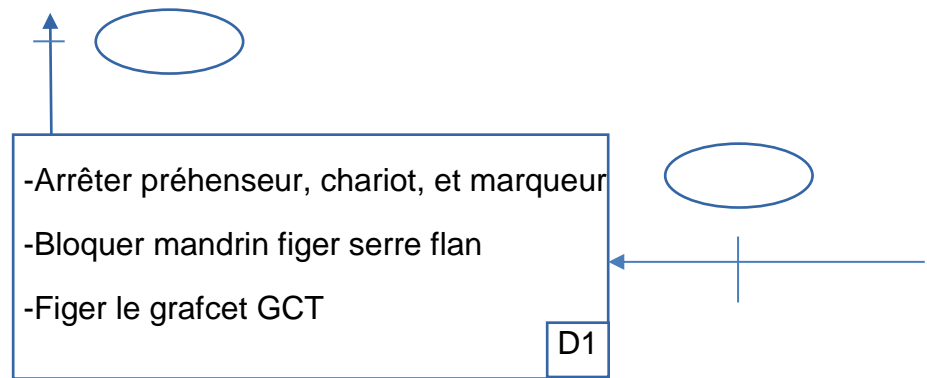 -Arrêter préhenseur, chariot, et marqueur
-Bloquer mandrin figer serre flan
-Figer le grafcet GCT
D1